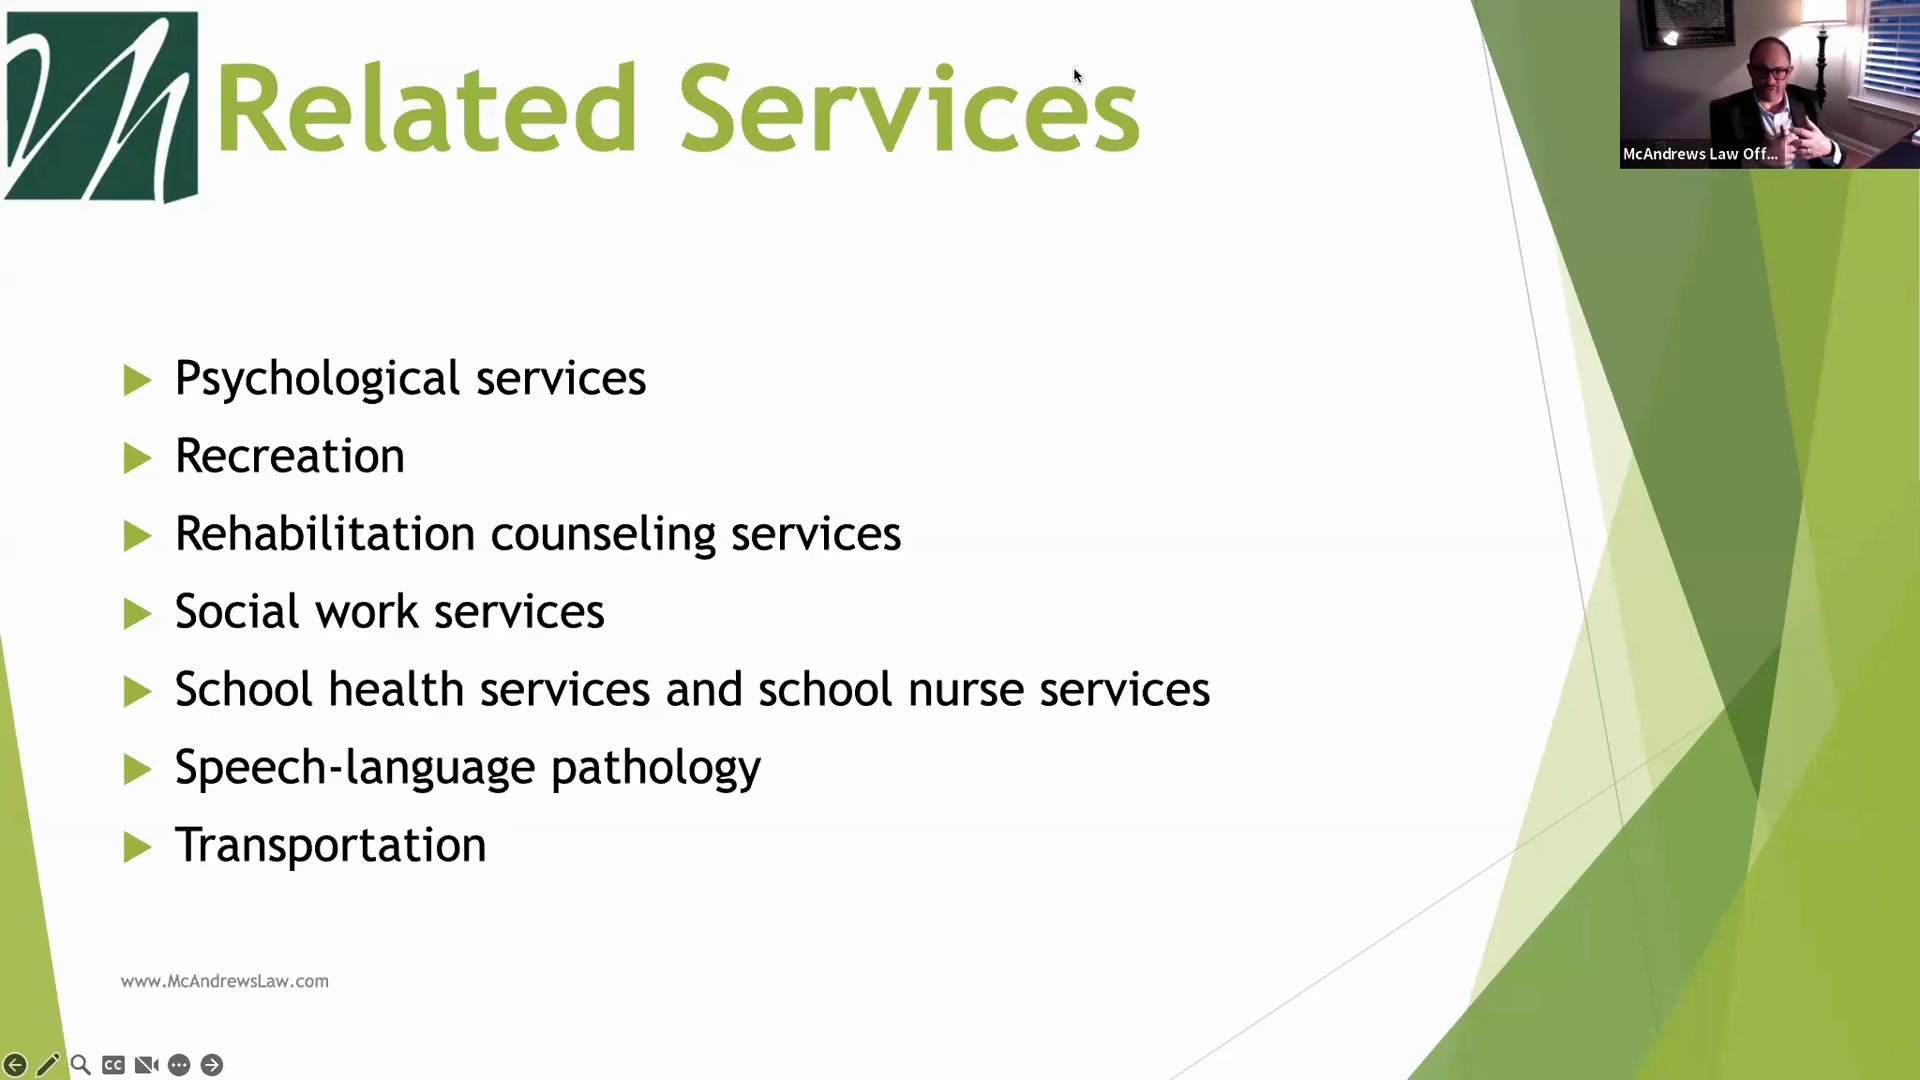 Related Services
McAndrews Law Off...
Psychological services
Recreation
Rehabilitation counseling services
Social work services
School health services and school nurse services
Speech-language pathology
Transportation
www.McAndrewsLaw.com
CC